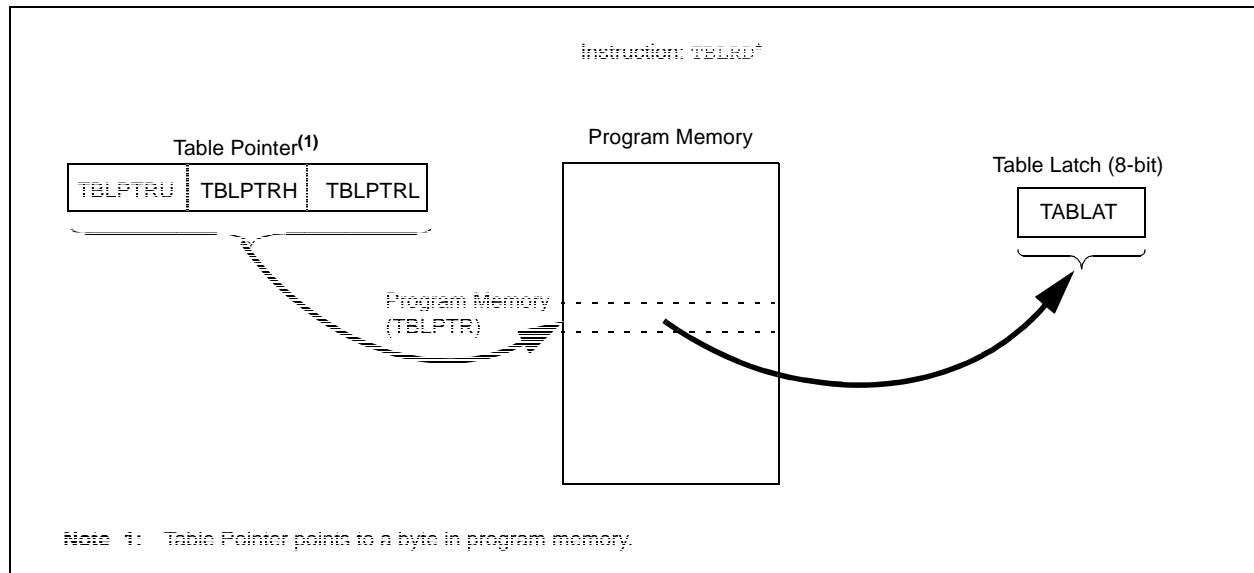 Instruction: TBLRD*
Table Pointer(1)
Program Memory
Table Latch (8-bit)
TBLPTRU TBLPTRH TBLPTRL
TABLAT
Program Memory
(TBLPTR)
Note 1: Table Pointer points to a byte in program memory.